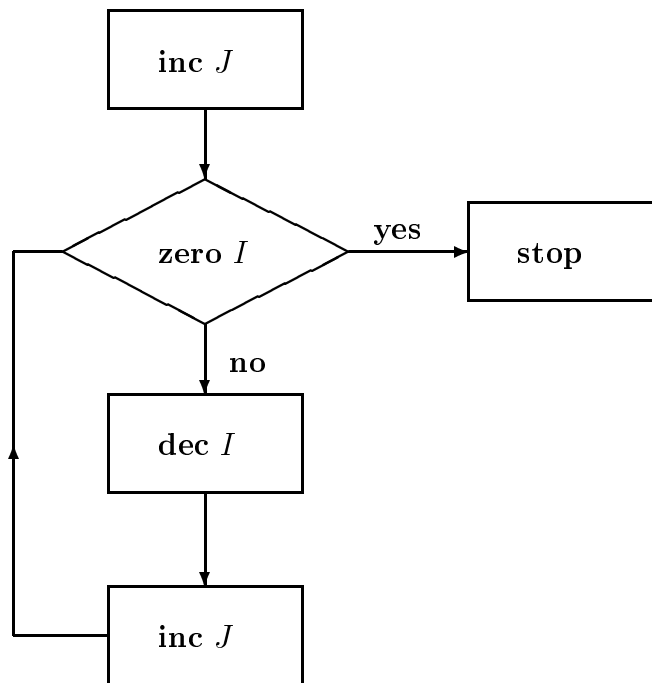 inc J
yes
zero I
stop
no
dec I
inc J